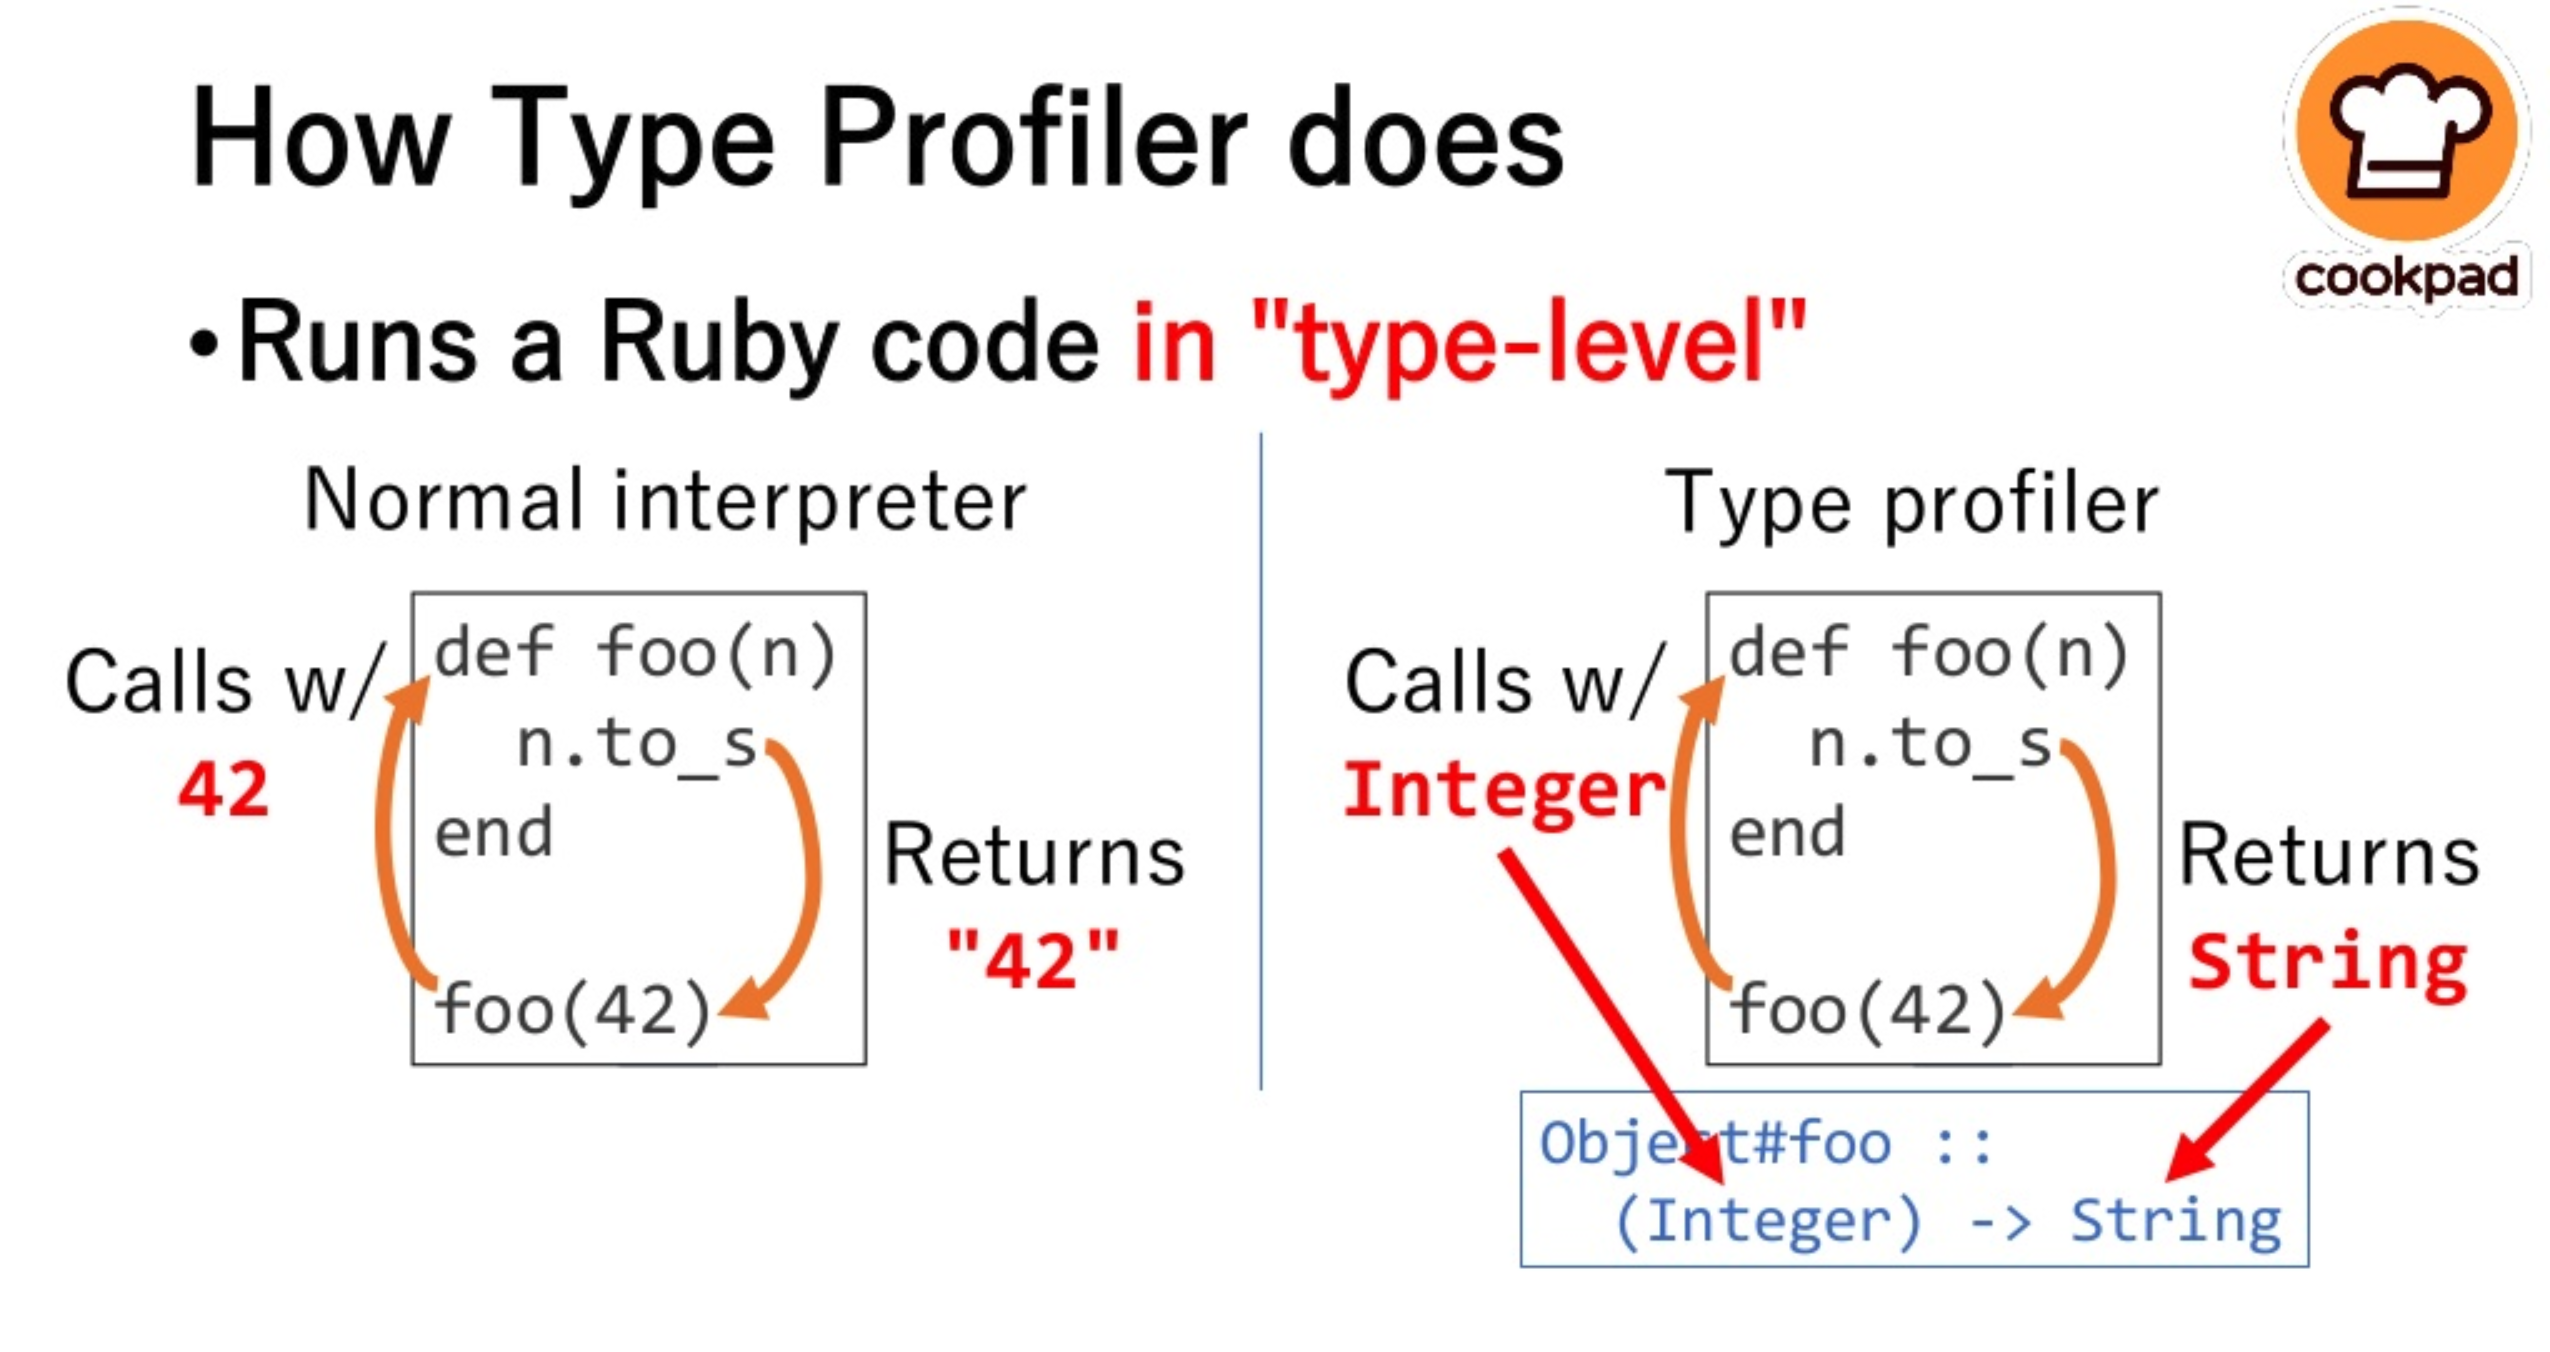 How Type Profiler does
cookpad
•Runs a Ruby code in "type-level"
Normal interpreter
Calls w/
42
def foo(n)
  n.to_s
end
foo(42)
Returns
"42"
Type profiler
Calls w/
Integer
def foo(n)
  n.to_s
end
foo(42)
Returns
String
Object#foo ::
  (Integer) -> String